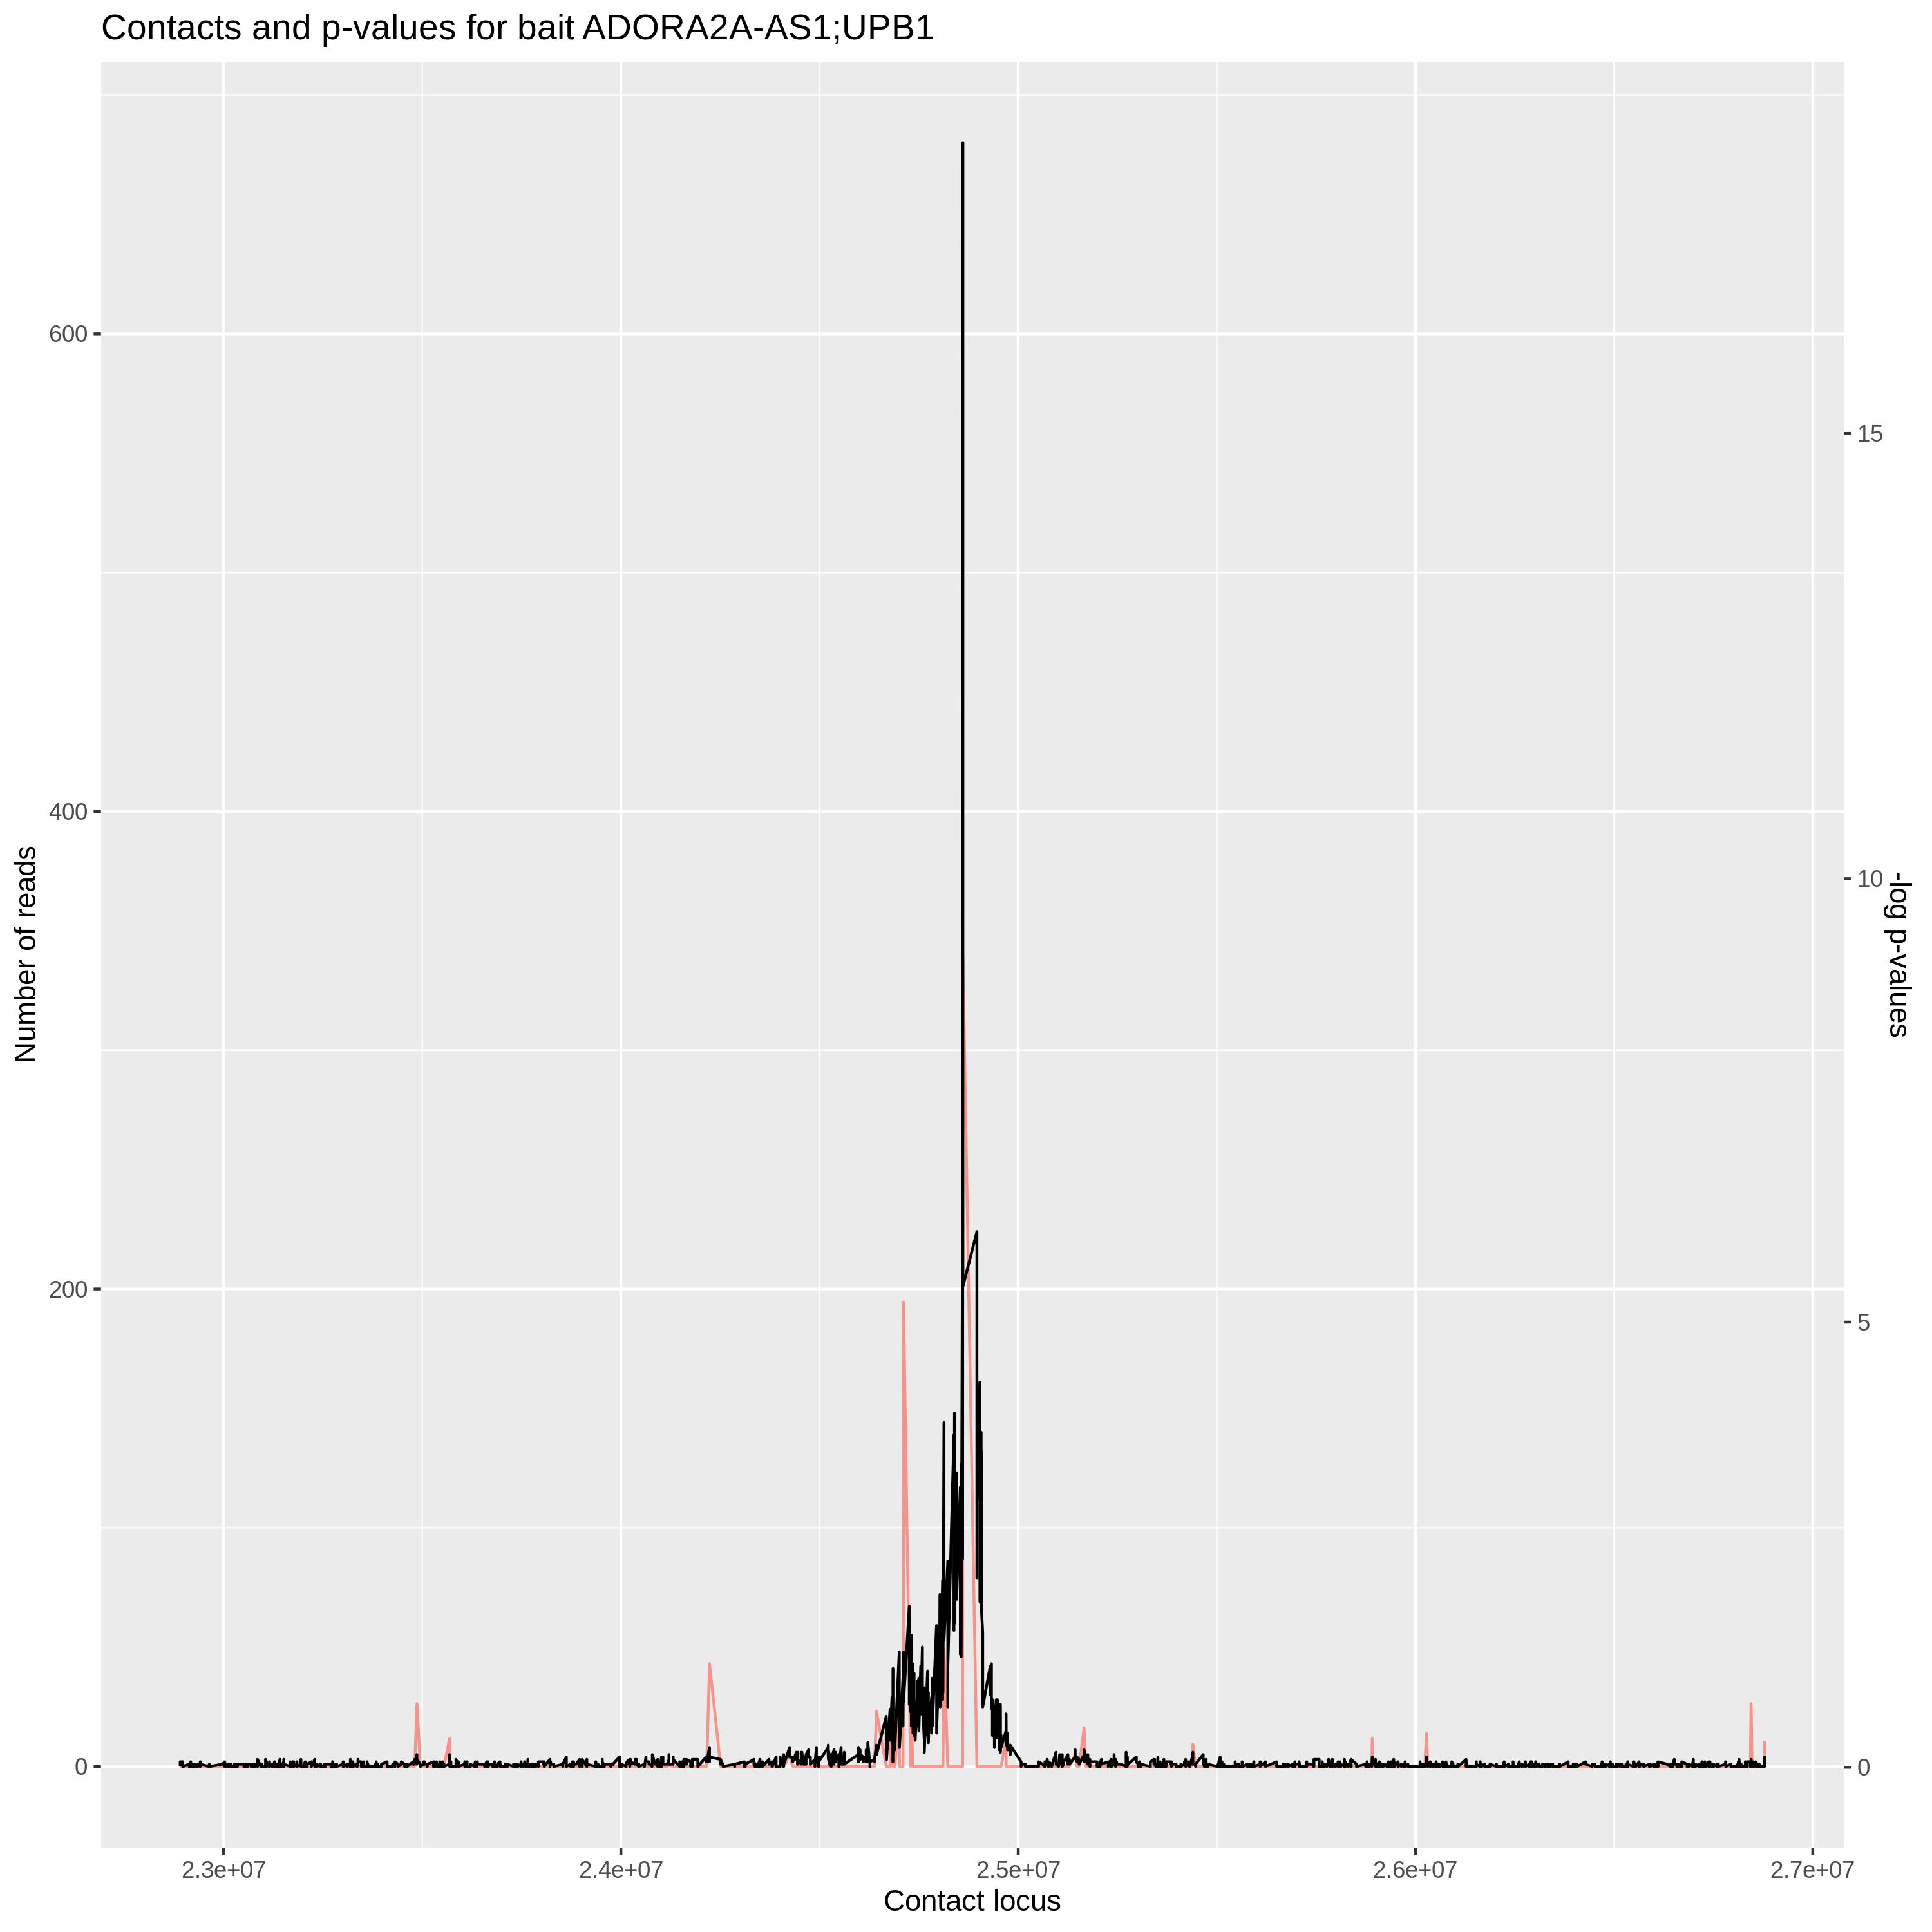 Contacts and p-values for bait ADORA2A-AS1;UPB1
Number of reads
600
400
200
0
15
10
5
0
-log p-values
2.3e+07
2.4e+07
2.5e+07
2.6e+07
2.7e+07
Contact locus